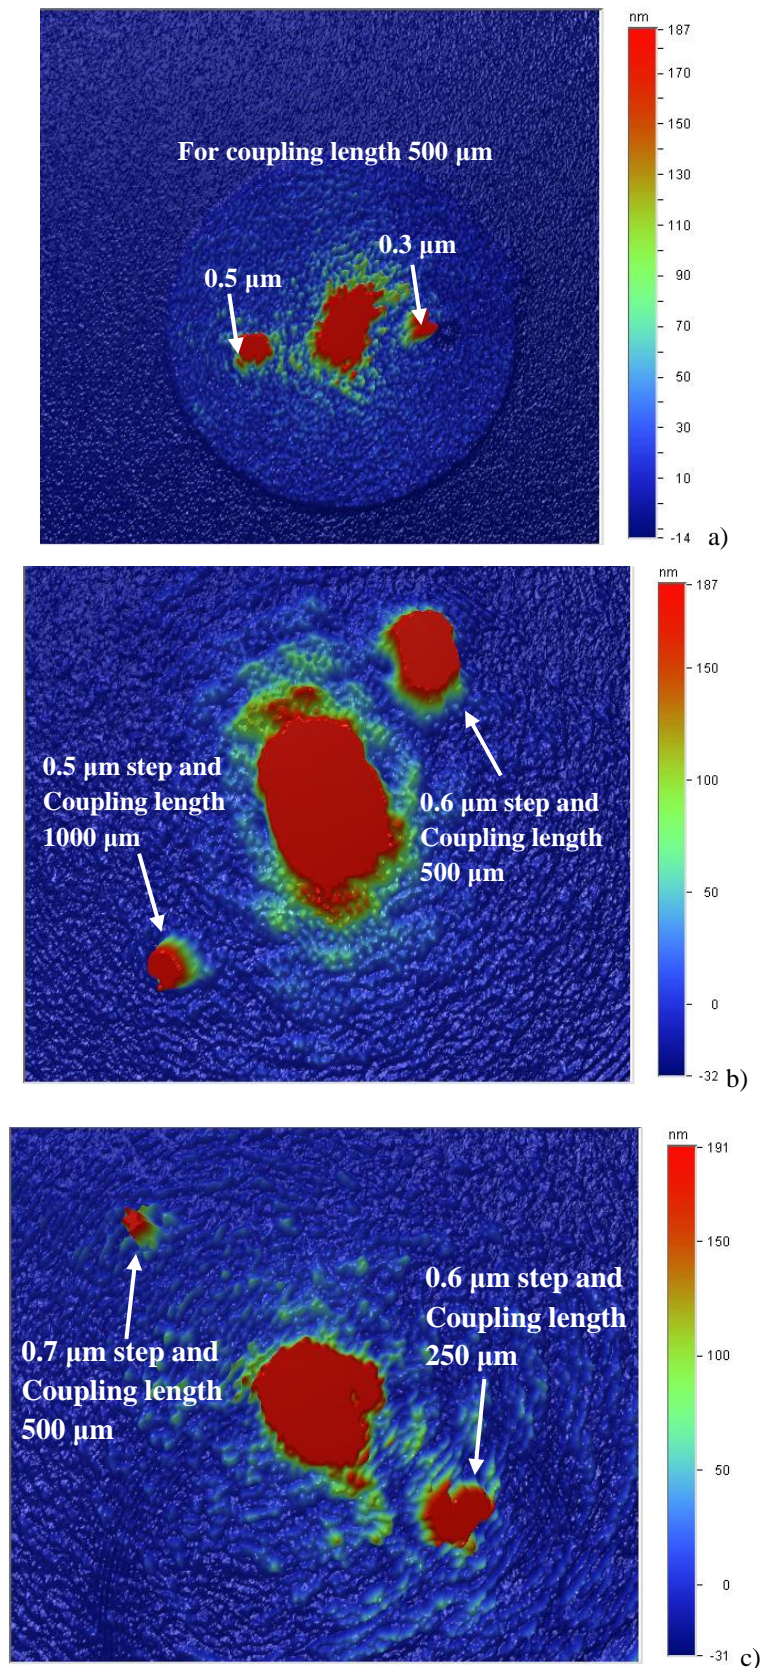 nm
187
170
150
130
110
90
70
50
30
10
-14
For coupling length 500 µm
0.3 µm
0.5 µm
a)
187
150
100
50
0
-32
0.5 µm step and
Coupling length
1000 µm
0.6 µm step and
Coupling length
500 µm
b)
nm
191
150
100
50
0
-31
0.6 µm step and
Coupling length
250 µm
0.7 µm step and
Coupling length
500 µm
c)